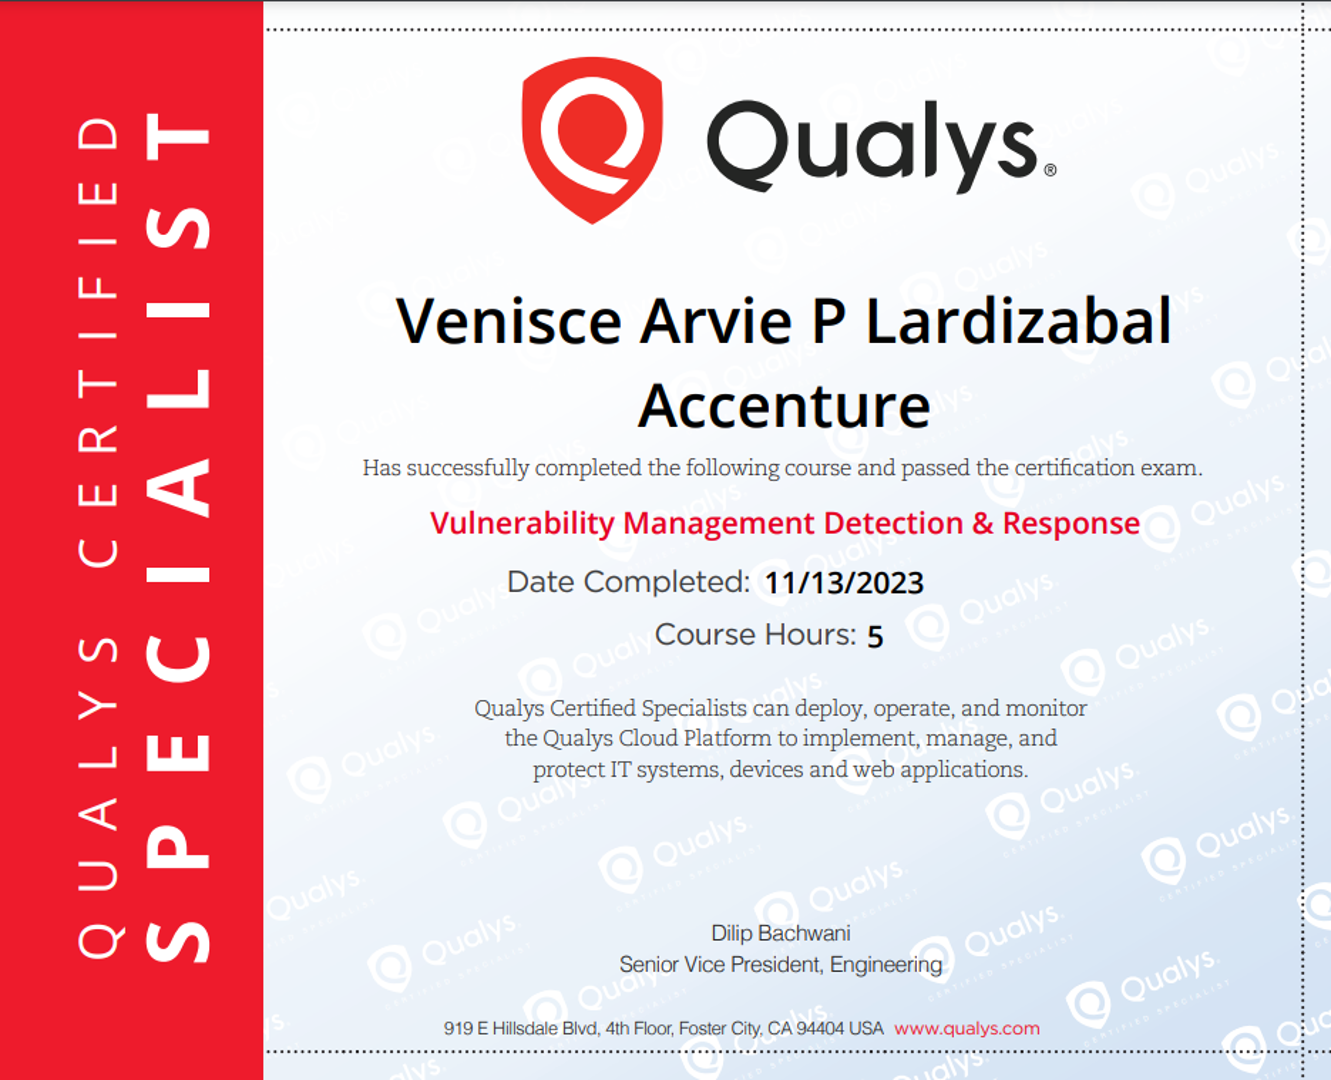 QUALYS CERTIFIED
SPECIALIST
Qualys®
Venisce Arvie P Lardizabal
Accenture
Has successfully completed the following course and passed the certification exam.
Vulnerability Management Detection & Response
Date Completed: 11/13/2023
Course Hours: 5
Qualys Certified Specialists can deploy, operate, and monitor
the Qualys Cloud Platform to implement, manage, and
protect IT systems, devices and web applications.
Dilip Bachwani
Senior Vice President, Engineering
919 E Hillsdale Blvd, 4th Floor, Foster City, CA 94404 USA www.qualys.com